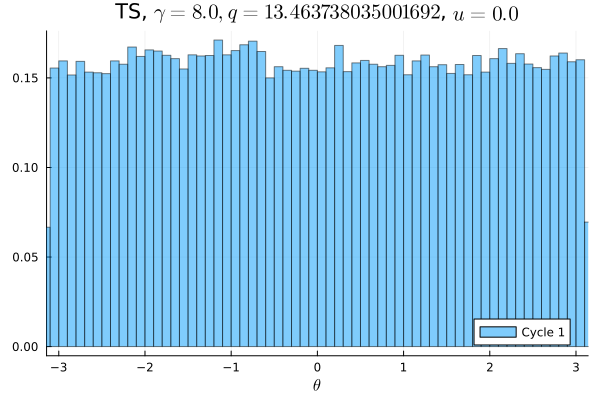 TS, γ = 8.0, q = 13.463738035001692, u = 0.0
0.15
0.10
0.05
0.00
Cycle 1
−3 −2 −1 0 1 2 3
θ